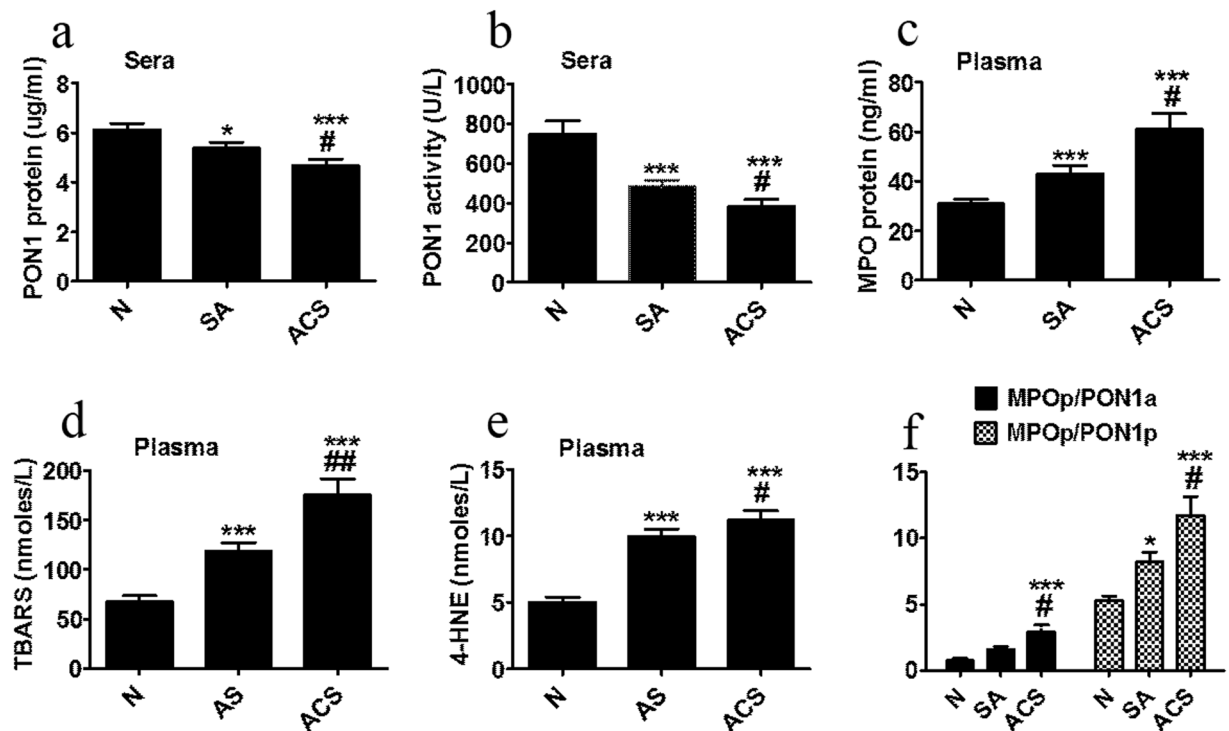 a
Sera
PON1 protein (ug/ml)
8
6
4
2
0
*
***
#
N
SA
ACS
b
Sera
PON1 activity (U/L)
1000
800
600
400
200
0
***
***
#
N
SA
ACS
c
Plasma
MPO protein (ng/ml)
80
60
40
20
0
***
***
#
N
SA
ACS
d
Plasma
TBARS (nmoles/L)
200
150
100
50
0
***
***
##
N
AS
ACS
e
Plasma
4-HNE (nmoles/L)
15
10
5
0
***
***
#
N
AS
ACS
f
MPOp/PON1a
MPOp/PON1p
15
10
5
0
***
#
*
***
#
N
SA
ACS
N
SA
ACS